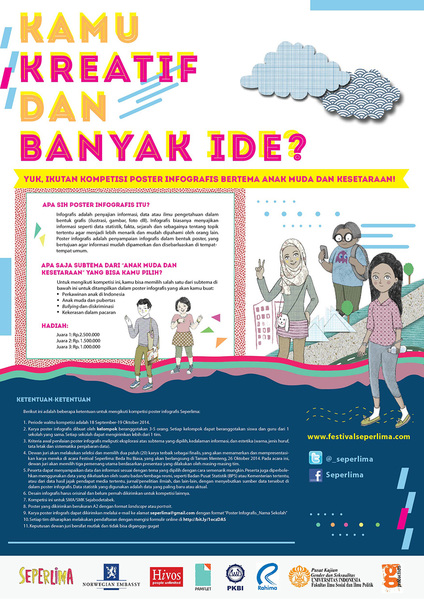 KAMU
KREATIF
DAN
BANYAK IDE?
YUK, IKUTAN KOMPETISI POSTER INFOGRAFIS BERTEMA ANAK MUDA DAN KESETARAAN!
APA SIH POSTER INFOGRAFIS ITU?
Infografis adalah penyajian informasi, data atau ilmu pengetahuan dalam
bentuk grafis (ilustrasi, gambar, foto dll). Infografis biasanya menyajikan
informasi seperti data statistik, fakta, sejarah dan sebagainya tentang topik
tertentu agar menjadi lebih menarik dan mudah dipahami oleh orang lain.
Poster infografis adalah penyampaian infografis dalam bentuk poster, yang
bertujuan agar informasi mudah dipamerkan dan disebarluaskan di tempat-
tempat umum.
APA SAJA SUBTEMA DARI 'ANAK MUDA DAN
KESETARAAN' YANG BISA KAMU PILIH?
Untuk mengikuti kompetisi ini, kamu bisa memilih salah satu dari subtema di
bawah ini untuk ditampilkan dalam poster infografis yang akan kamu buat:
• Perkawinan anak di Indonesia
• Anak muda dan pubertas
• Bullying dan diskriminasi
• Kekerasan dalam pacaran
HADIAH:
Juara 1: Rp.2.500.000
Juara 2: Rp. 1.500.000
Juara 3: Rp. 1.000.000
KETENTUAN-KETENTUAN
Berikut ini adalah beberapa ketentuan untuk mengikuti kompetisi poster infografis Seperlima:
1. Periode waktu kompetisi adalah 18 September-19 Oktober 2014.
2. Karya poster infografis dibuat oleh kelompok beranggotakan 3-5 orang. Setiap kelompok dapat beranggotakan siswa dan guru dari 1
sekolah yang sama. Setiap sekolah dapat mengirimkan lebih dari 1 tim.
3. Kriteria awal penilaian poster infografis meliputi eksplorasi atas subtema yang dipilih, kedalaman informasi, dan estetika (warna, jenis huruf,
tata letak dan sistematika penjabaran data).
4. Dewan juri akan melakukan seleksi dan memilih dua puluh (20) karya terbaik sebagai finalis, yang akan memamerkan dan mempresentasi-
kan karya mereka di acara Festival Seperlima: Beda Itu Biasa, yang akan berlangsung di Taman Menteng, 26 Oktober 2014. Pada acara ini,
dewan juri akan memilih tiga pemenang utama berdasarkan presentasi yang dilakukan oleh masing-masing tim.
5. Peserta dapat menyampaikan data dan informasi sesuai dengan tema yang dipilih dengan cara semenarik mungkin. Peserta juga diperbole-
hkan menggunakan data yang dikeluarkan oleh suatu badan/lembaga resmi, seperti Badan Pusat Statistik (BPS) atau Kementerian tertentu,
atau dari data hasil jajak pendapat media tertentu, jurnal/penelitian ilmiah, dan lain-lain, dengan menyebutkan sumber data tersebut di
dalam poster infografis. Data statistik yang digunakan adalah data yang paling baru atau aktual.
6. Desain infografis harus orisinal dan belum pernah dikirimkan untuk kompetisi lainnya.
7. Kompetisi ini untuk SMA/SMK Sejabodetabek.
8. Poster yang dikirimkan berukuran A2 dengan format landscape atau portrait.
9. Karya poster infografis dapat dikirimkan melalui e-mail ke alamat seperlima@gmail.com dengan format "Poster Infografis_Nama Sekolah"
10. Setiap tim diharapkan melakukan pendaftaran dengan mengisi formulir online di http://bit.ly/1ocaDA5
11. Keputusan dewan juri bersifat mutlak dan tidak bisa diganggu gugat
www.festivalseperlima.com
@_seperlima
Seperlima
SEPERLIMA
NORWEGIAN EMBASSY
Hivos
people unlimited
PAMFLET
PKBI
Rahima
Pusat Kajian
Gender dan Seksualitas
UNIVERSITAS INDONESIA
Fakultas Ilmu Sosial dan Ilmu Politik